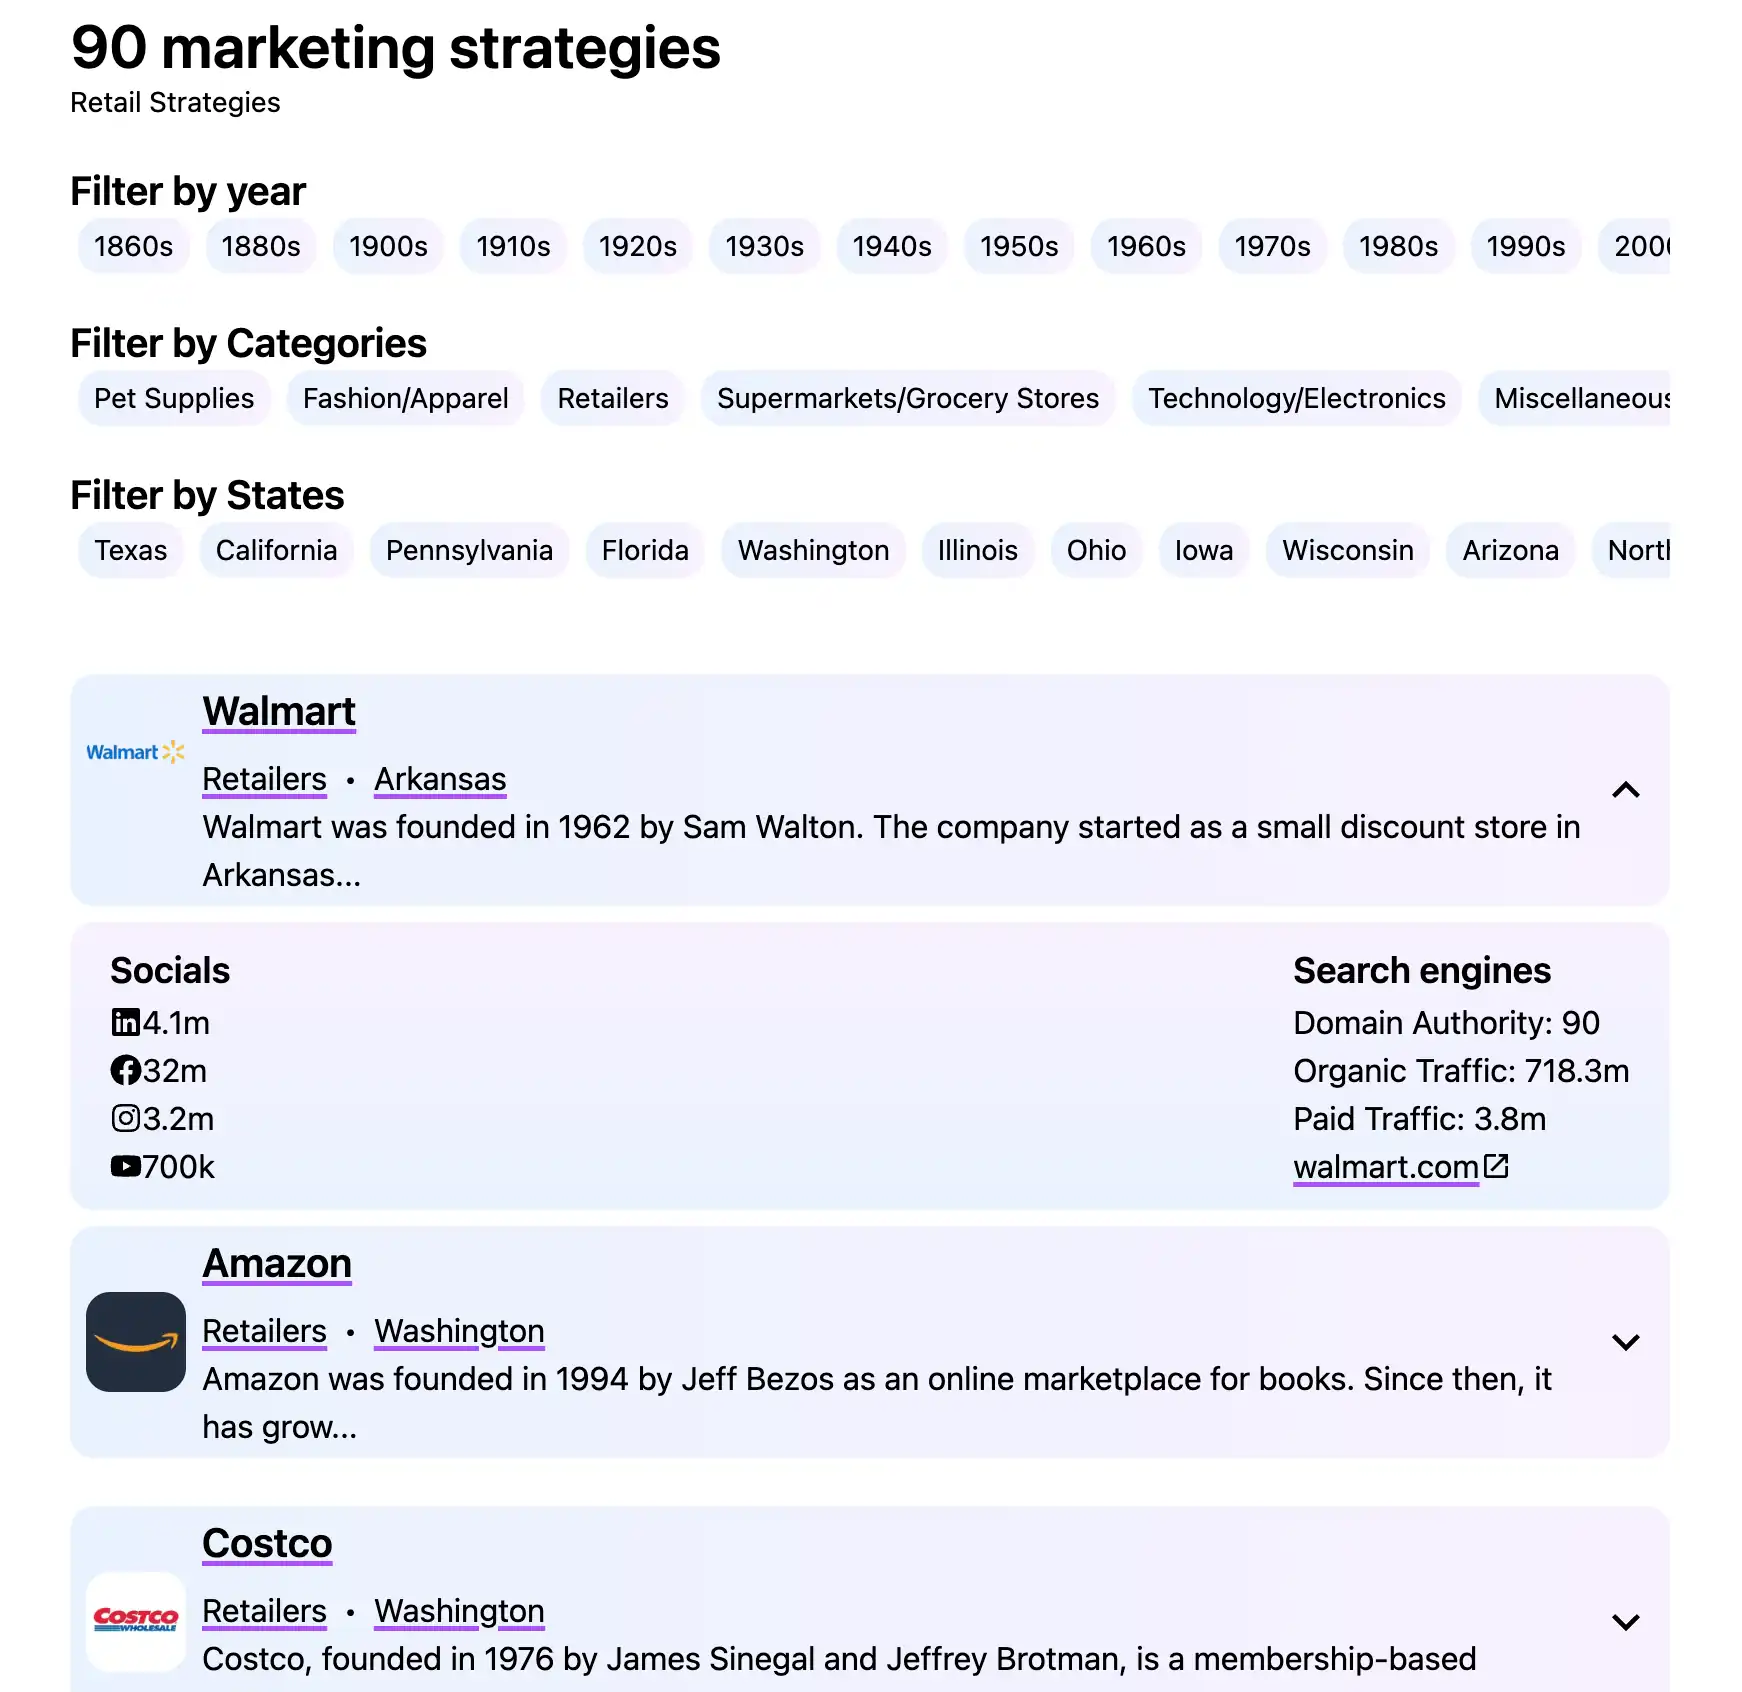 90 marketing strategies
Retail Strategies
Filter by year
1860s 1880s 1900s 1910s 1920s 1930s 1940s 1950s 1960s 1970s 1980s 1990s 200
Filter by Categories
Pet Supplies Fashion/Apparel Retailers Supermarkets/Grocery Stores Technology/Electronics Miscellaneous
Filter by States
Texas California Pennsylvania Florida Washington Illinois Ohio Iowa Wisconsin Arizona North
Walmart
Walmart
Retailers • Arkansas
Walmart was founded in 1962 by Sam Walton. The company started as a small discount store in
Arkansas...
Socials
in 4.1m
32m
3.2m
700k
Search engines
Domain Authority: 90
Organic Traffic: 718.3m
Paid Traffic: 3.8m
walmart.com
Amazon
Retailers • Washington
Amazon was founded in 1994 by Jeff Bezos as an online marketplace for books. Since then, it
has grow...
Costco
COSTCO
WHOLESALE
Retailers • Washington
Costco, founded in 1976 by James Sinegal and Jeffrey Brotman, is a membership-based